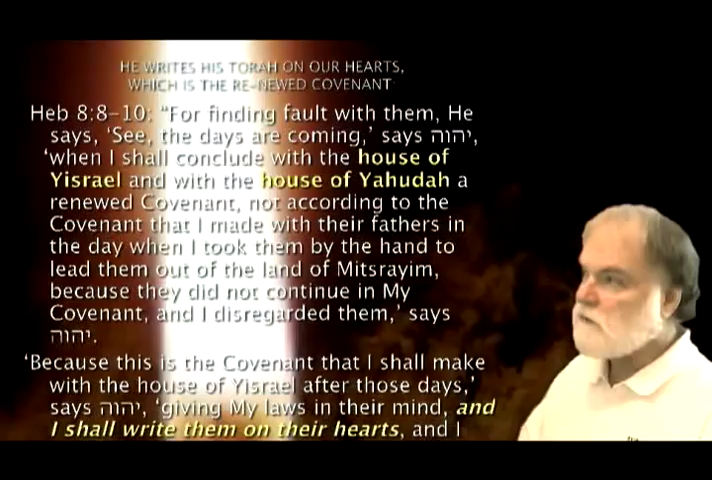 HE WRITES HIS TORAH ON OUR HEARTS,
WHICH IS THE RE-NEWED COVENANT
Heb 8:8-10: "For finding fault with them, He
says, 'See, the days are coming,' says יהוה,
'when I shall conclude with the house of
Yisrael and with the house of Yahudah a
renewed Covenant, not according to the
Covenant that I made with their fathers in
the day when I took them by the hand to
lead them out of the land of Mitsrayim,
because they did not continue in My
Covenant, and I disregarded them,' says
יהוה.
'Because this is the Covenant that I shall make
with the house of Yisrael after those days,'
says יהוה, 'giving My laws in their mind, and
I shall write them on their hearts, and I